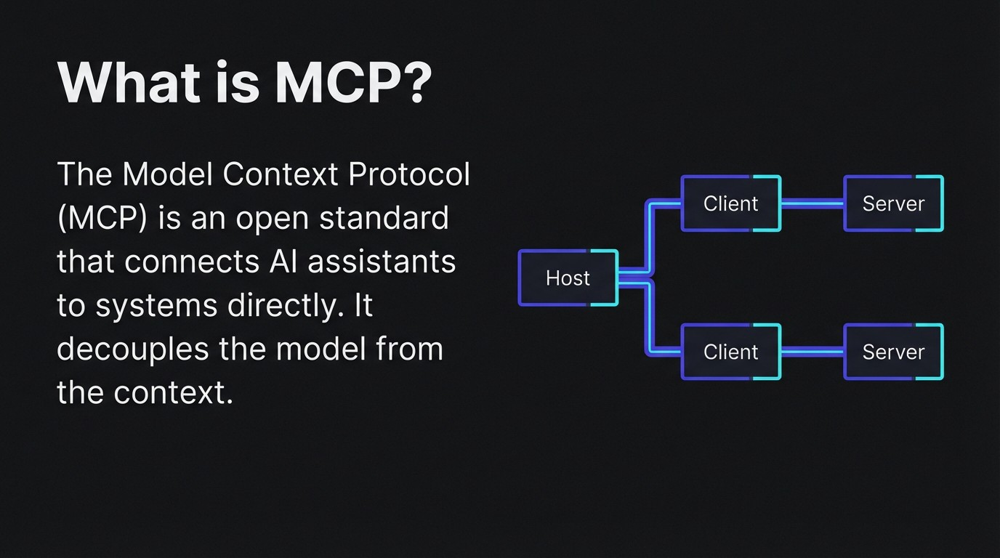 What is MCP?
The Model Context Protocol
(MCP) is an open standard
that connects AI assistants
to systems directly. It
decouples the model from
the context.
Host
Client
Server
Client
Server